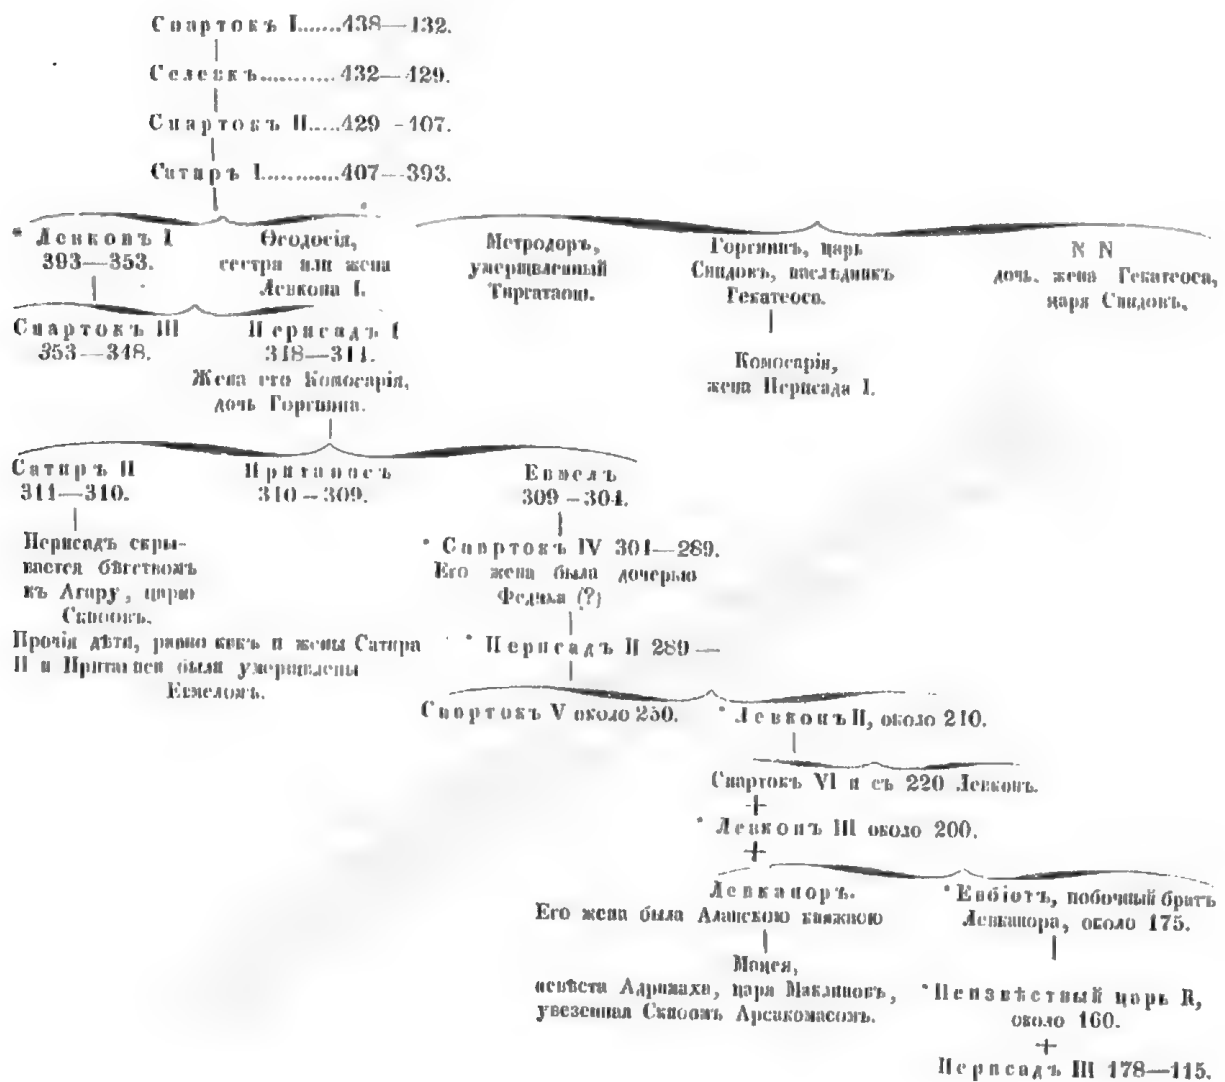 Спартокъ I.......438—432.
Селевкъ...........432—429.
Спартокъ II.....429 -407.
Сатиръ I............407—393.
* Левконъ I
393—353.
Ѳеодосія,
сестра или жена
Левкона I.
Метродоръ,
умерщвленный
Тиргатаою.
Горгиппъ, царь
Синдовъ, наслѣдникъ
Гекатеоса.
N N
дочь. жена Гекатеоса,
царя Синдовъ.
Спартокъ III
353—348.
Перисадъ I
348—311.
Жена его Комосарія,
дочь Горгиппа.
Комосарія,
жена Перисада I.
Сатиръ II
311—310.
Пританосъ
310—309.
Евмелъ
309—304.
Перисадъ скры-
вается бѣгствомъ
къ Агару, царю
Скиѳовъ.
* Спартокъ IV 304—289.
Его жена была дочерью
Федика (?)
Прочія дѣти, равно какъ и жены Сатира
II и Пританиса были умерщвлены
Евмеломъ.
* Перисадъ II 289 —
Спартокъ V около 250.
* Левконъ II, около 240.
Спартокъ VI и съ 220 Левконъ.
* Левконъ III около 200.
Левканоръ.
Его жена была Аланскою княжною
* Евбіотъ, побочный братъ
Левканора, около 175.
Мацея,
невѣста Адримаха, царя Маклиновъ,
увезенная Скиѳомъ Арсакомасомъ.
* Неизвѣстный царь R,
около 160.
Перисадъ III 178—115.